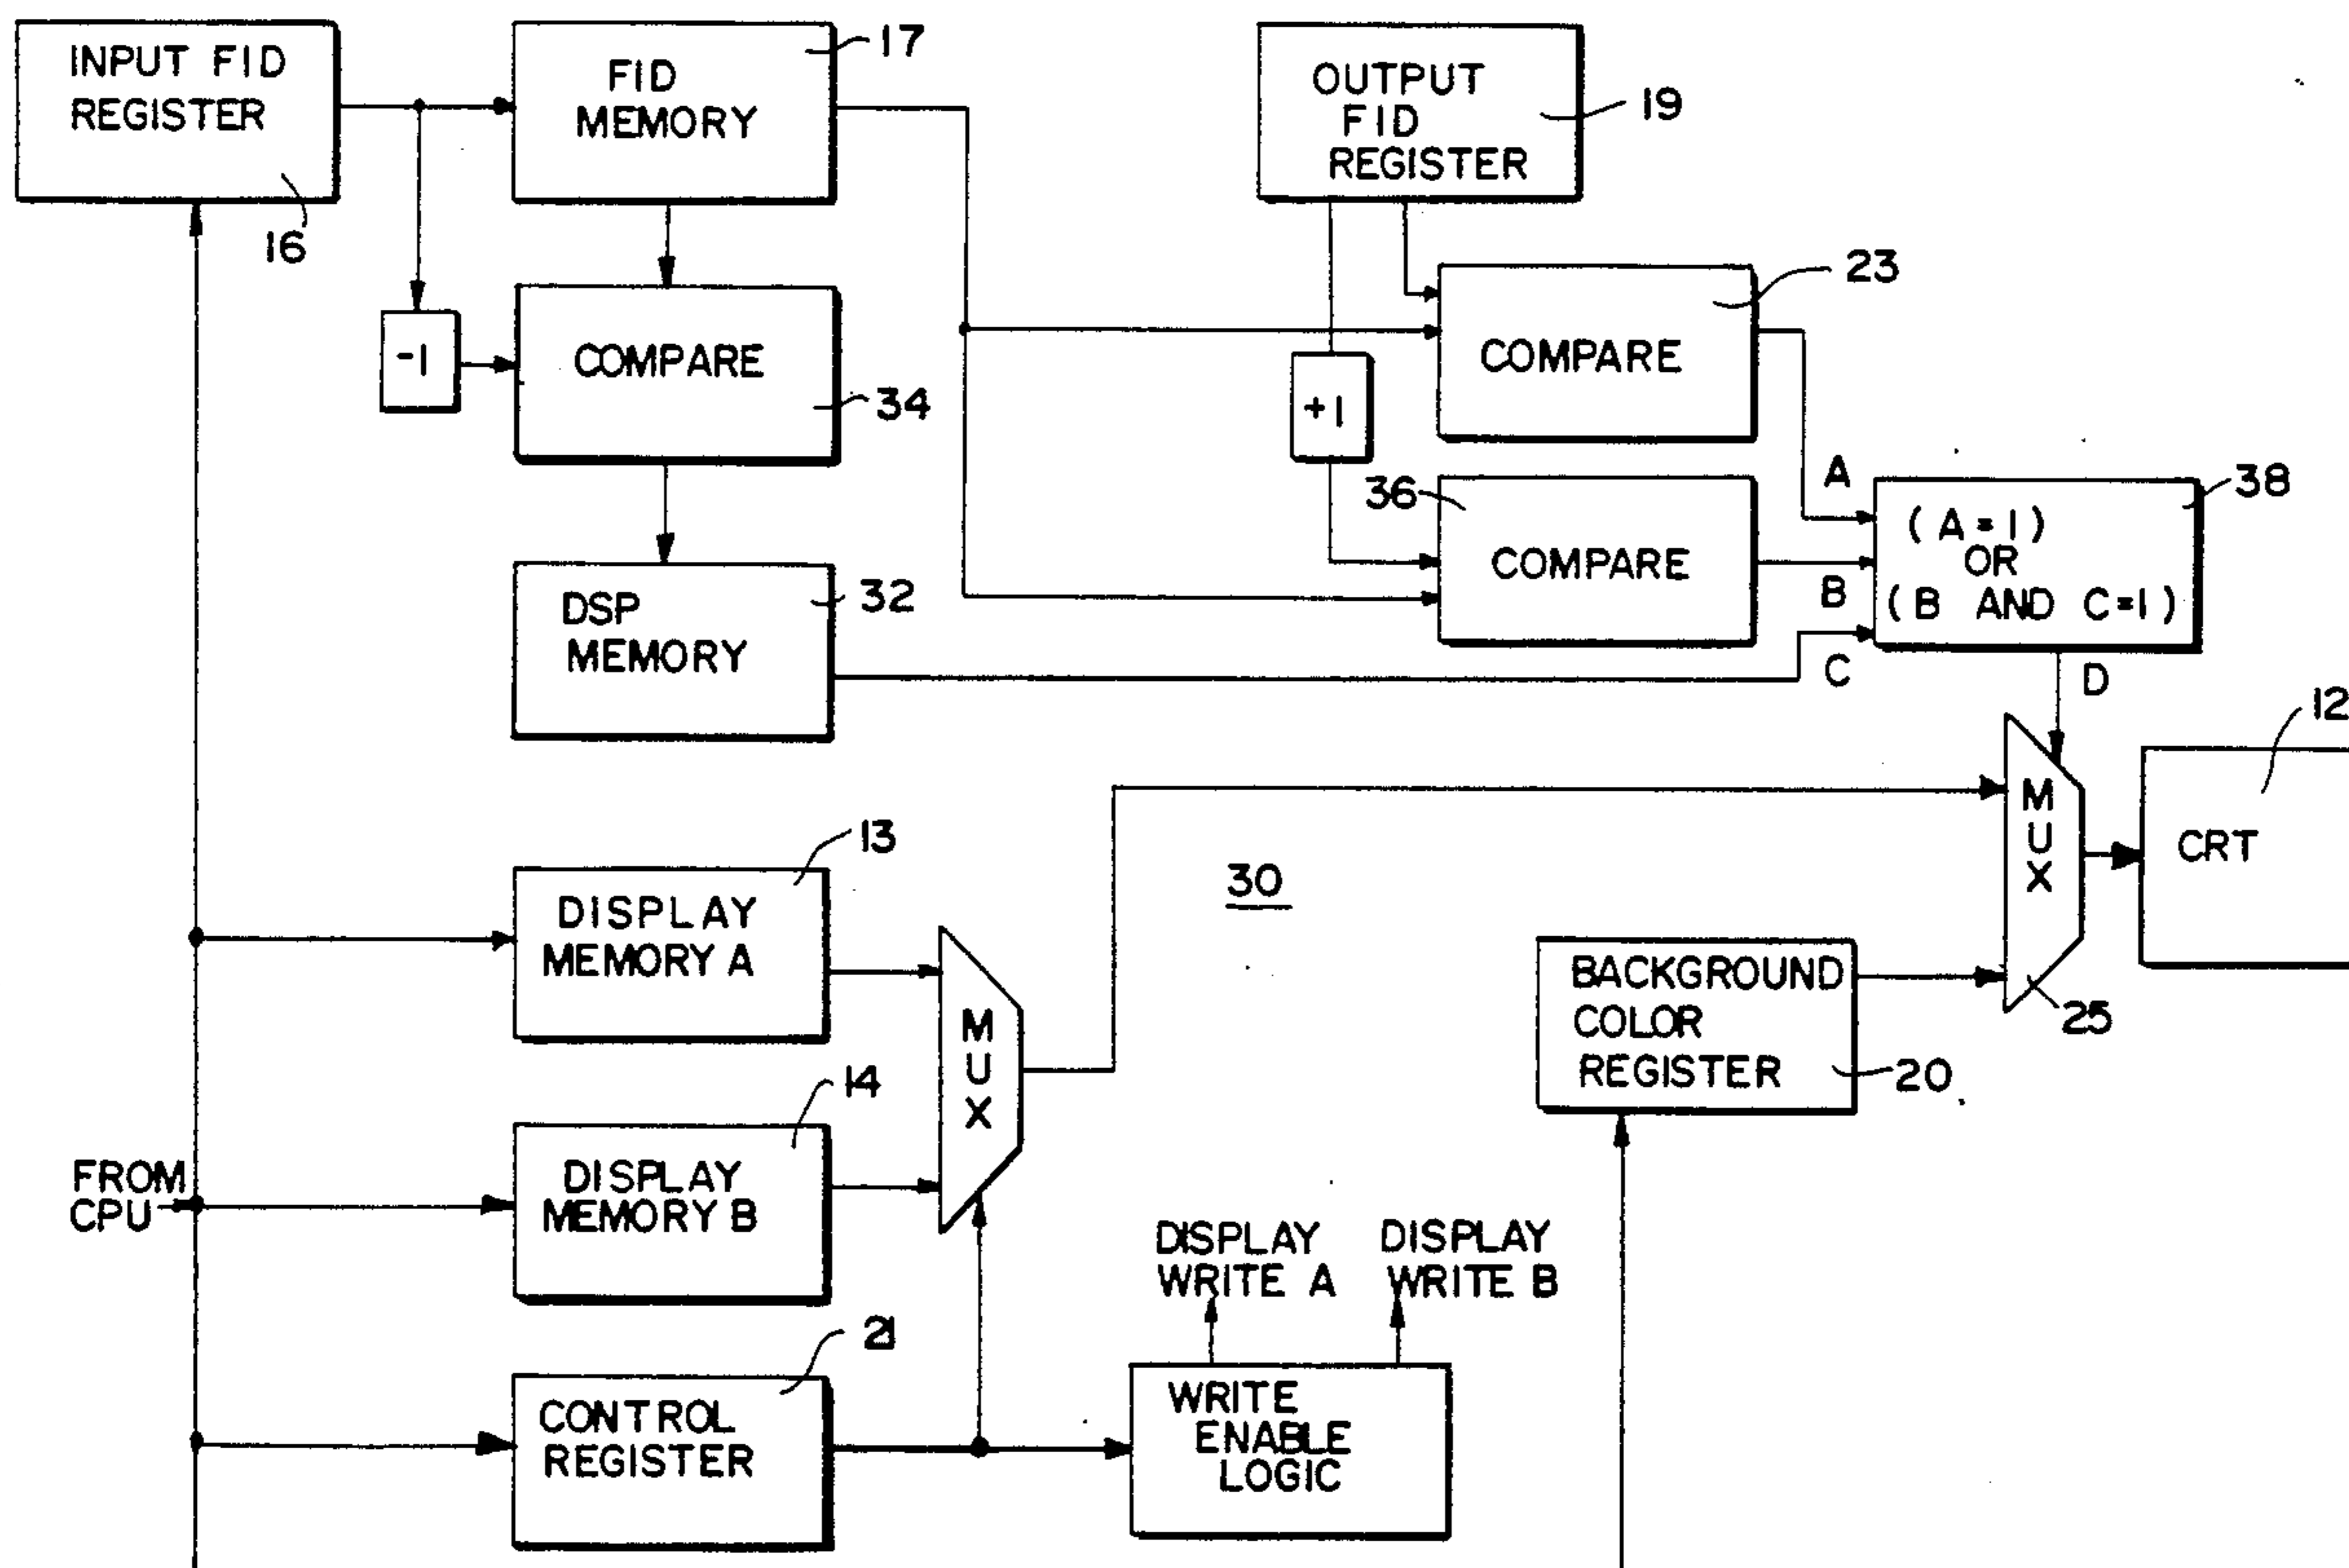 INPUT FID
REGISTER
16
FID
MEMORY
17
OUTPUT
FID
REGISTER
19
-1
COMPARE
34
+1
COMPARE
23
36
COMPARE
A
B
C
(A=1)
OR
(B AND C=1)
38
D
DSP
MEMORY
32
12
MUX
CRT
25
13
DISPLAY
MEMORY A
30
MUX
BACKGROUND
COLOR
REGISTER
20
14
DISPLAY
MEMORY B
FROM
CPU
DISPLAY
WRITE A
DISPLAY
WRITE B
21
CONTROL
REGISTER
WRITE
ENABLE
LOGIC